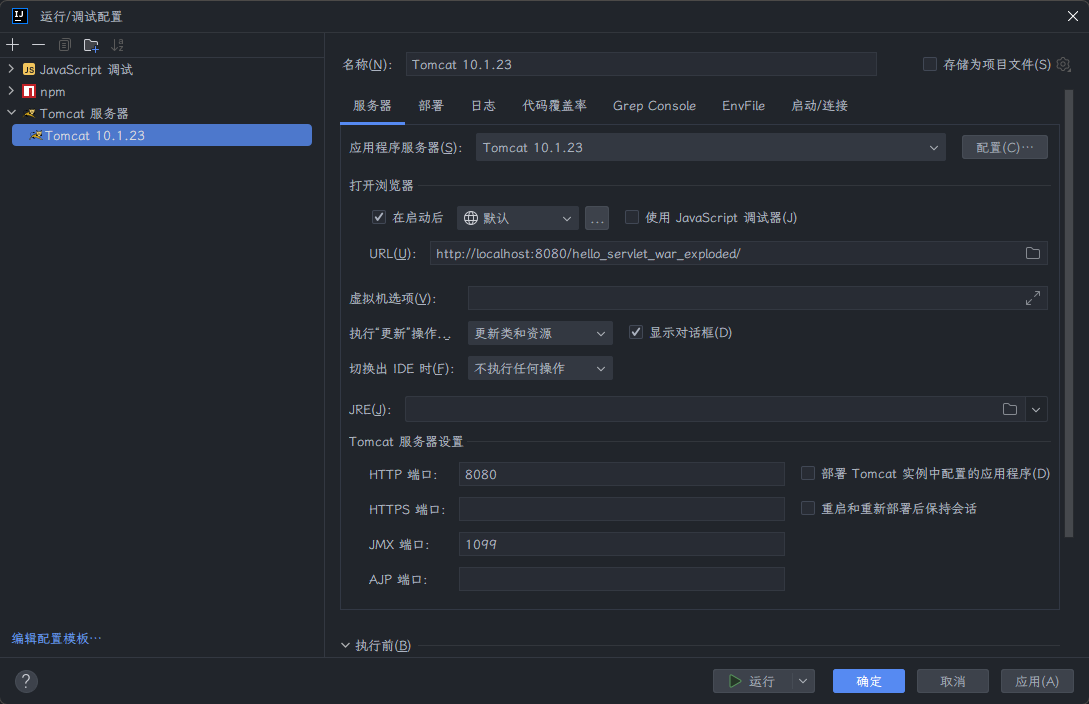 运行/调试配置
JavaScript 调试
npm
Tomcat 服务器
Tomcat 10.1.23
编辑配置模板…
名称(N): Tomcat 10.1.23 存储为项目文件(S)
服务器 部署 日志 代码覆盖率 Grep Console EnvFile 启动/连接
应用程序服务器(S): Tomcat 10.1.23 配置(C)…
打开浏览器
在启动后 默认 ... 使用 JavaScript 调试器(J)
URL(U): http://localhost:8080/hello_servlet_war_exploded/
虚拟机选项(V):
执行“更新”操作... 更新类和资源 显示对话框(D)
切换出 IDE 时(F): 不执行任何操作
JRE(J):
Tomcat 服务器设置
HTTP 端口: 8080 部署 Tomcat 实例中配置的应用程序(D)
HTTPS 端口: 重启和重新部署后保持会话
JMX 端口: 1099
AJP 端口:
执行前(B)
? 运行 确定 取消 应用(A)